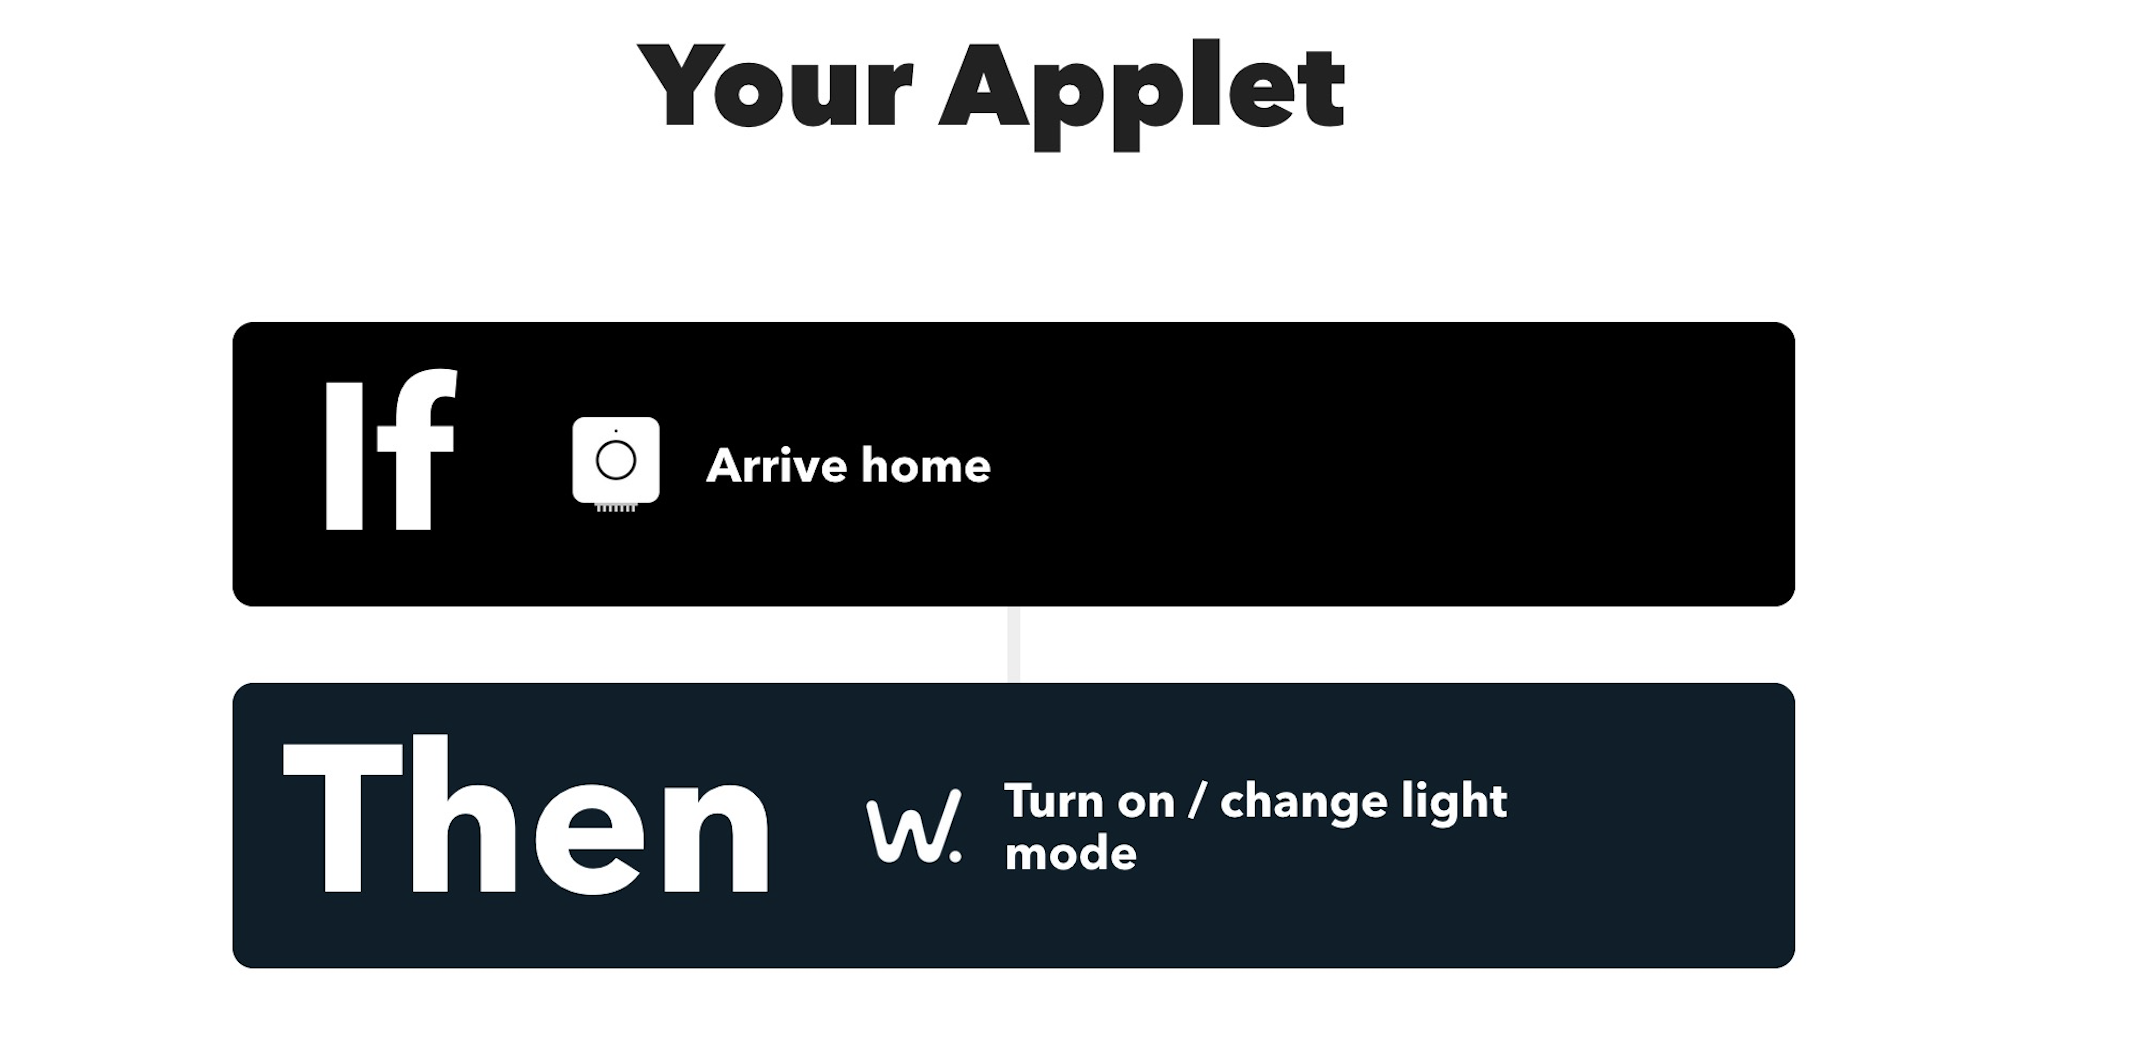 Your Applet
If
Arrive home
Then
W.
Turn on / change light
mode